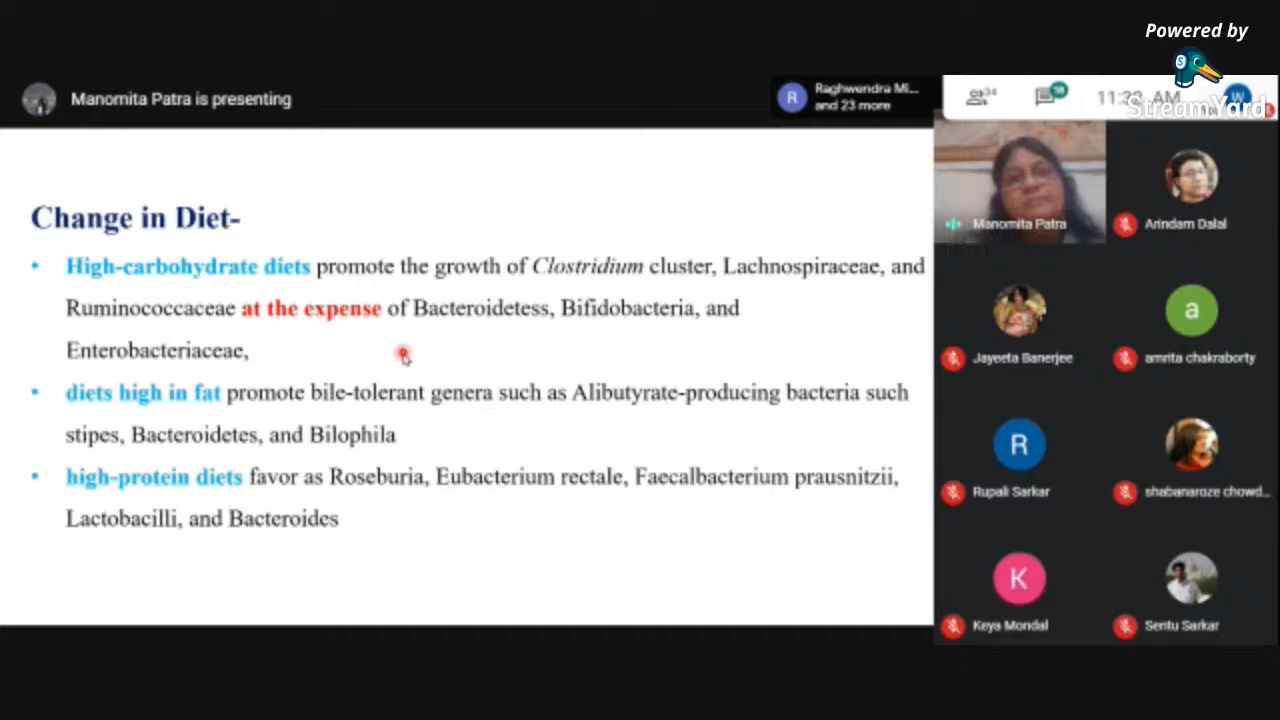 Powered by
StreamYard
Manomita Patra is presenting
R
Raghwendra Mi...
and 23 more
34
18
AM
W
Change in Diet-
• High-carbohydrate diets promote the growth of Clostridium cluster, Lachnospiraceae, and
Ruminococcaceae at the expense of Bacteroidetess, Bifidobacteria, and
Enterobacteriaceae,
• diets high in fat promote bile-tolerant genera such as Alibutyrate-producing bacteria such
stipes, Bacteroidetes, and Bilophila
• high-protein diets favor as Roseburia, Eubacterium rectale, Faecalbacterium prausnitzii,
Lactobacilli, and Bacteroides
Manomita Patra
Arindam Dalal
a
Jayeeta Banerjee
amrita chakraborty
R
Rupali Sarkar
shabanaroze chowd...
K
Keya Mondal
Sentu Sarkar